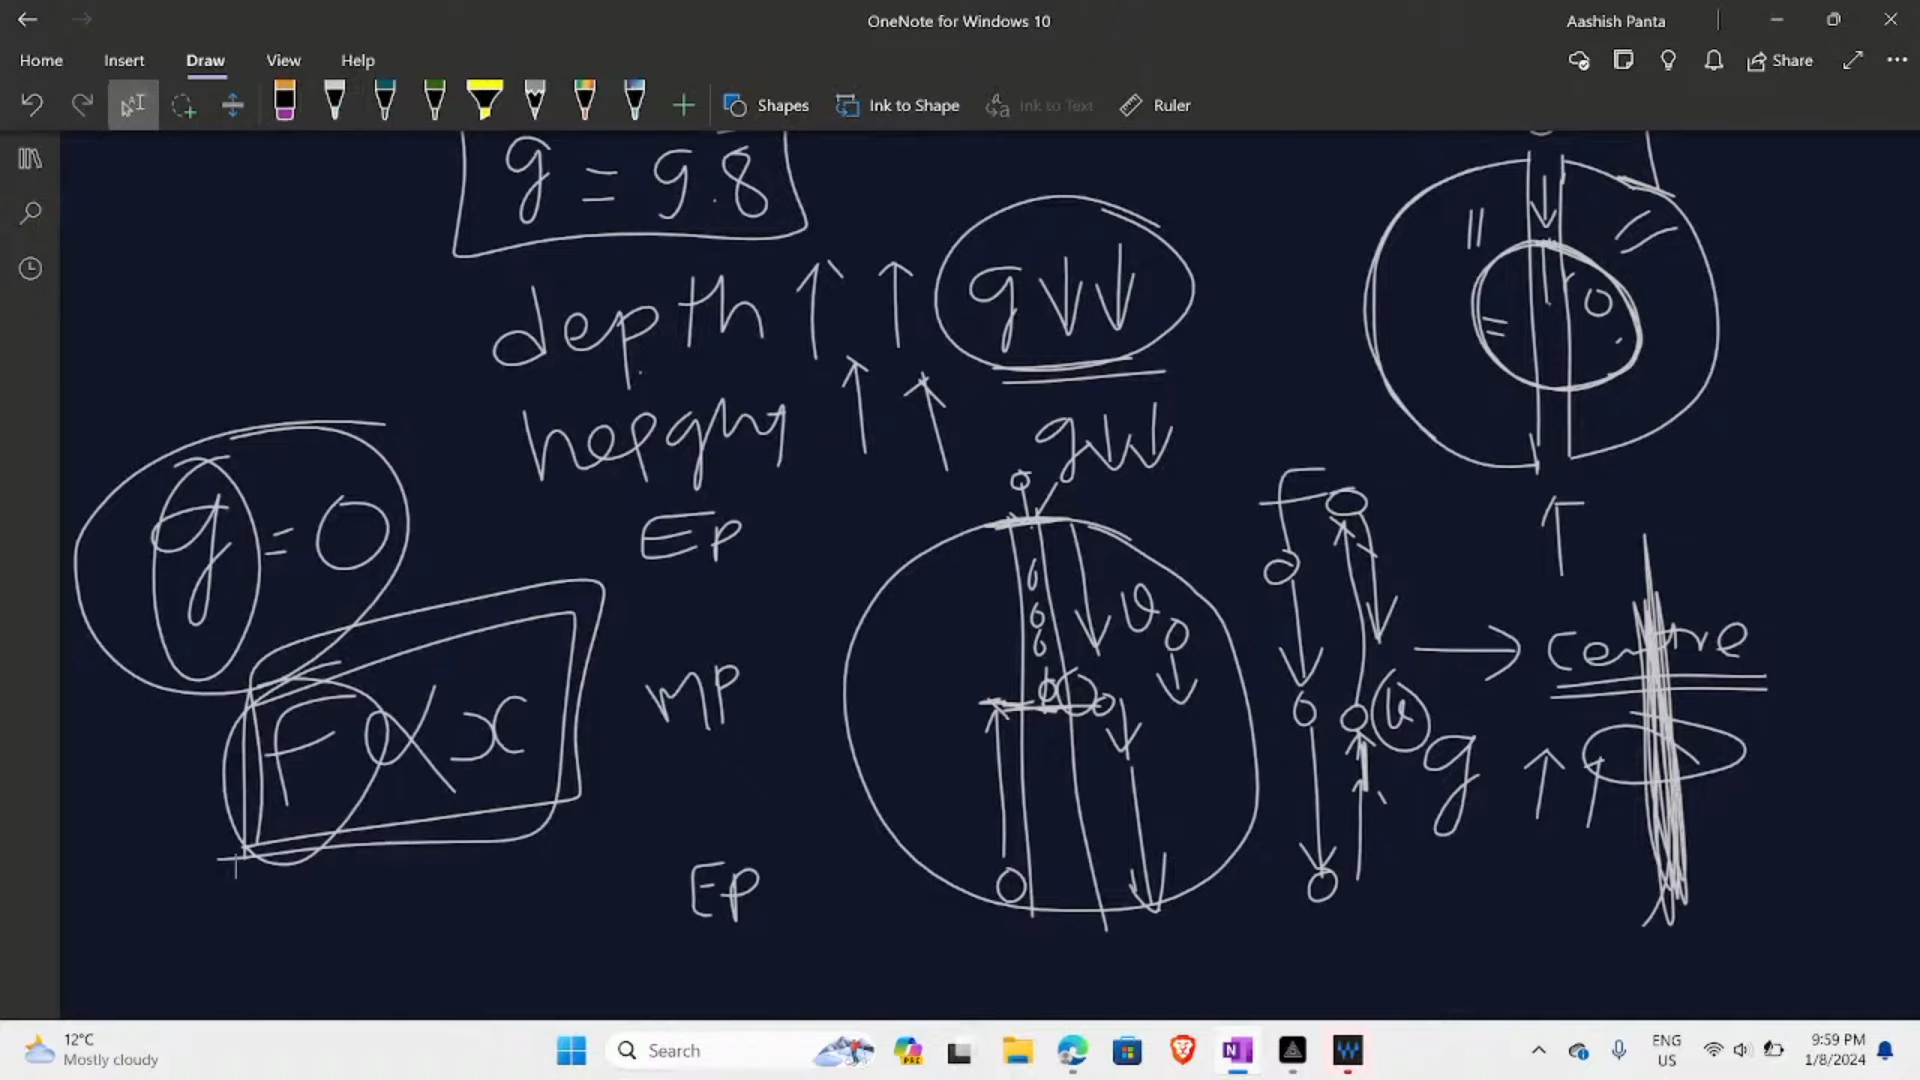 OneNote for Windows 10
Aashish Panta
Home Insert Draw View Help
Share
Shapes Ink to Shape Ink to Text Ruler
g = 9.8
depth ↑ ↑ g↓↓
height ↑ ↑ g↓↓
g = 0
Ep
v
→ centre
F ∝ x
mp
g ↑ ↑
Ep
12°C
Mostly cloudy
Search
PRE
N
ENG
US
9:59 PM
1/8/2024